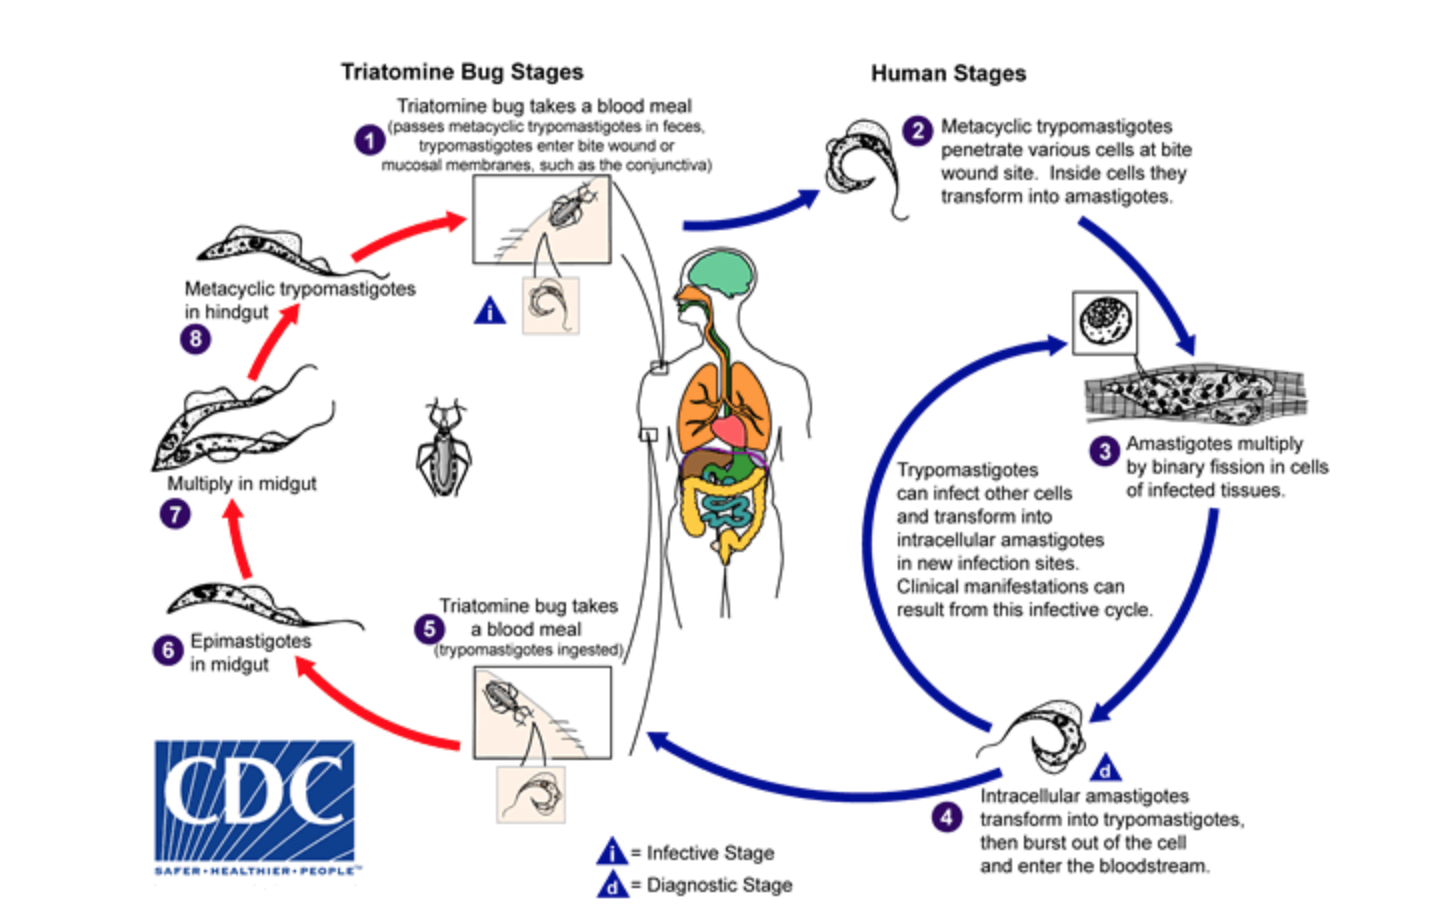 Triatomine Bug Stages
Human Stages
Triatomine bug takes a blood meal
(passes metacyclic trypomastigotes in feces,
trypomastigotes enter bite wound or
mucosal membranes, such as the conjunctiva)
1
i
2
Metacyclic trypomastigotes
penetrate various cells at bite
wound site. Inside cells they
transform into amastigotes.
3
Amastigotes multiply
by binary fission in cells
of infected tissues.
Trypomastigotes
can infect other cells
and transform into
intracellular amastigotes
in new infection sites.
Clinical manifestations can
result from this infective cycle.
d
4
Intracellular amastigotes
transform into trypomastigotes,
then burst out of the cell
and enter the bloodstream.
5
Triatomine bug takes
a blood meal
(trypomastigotes ingested)
6
Epimastigotes
in midgut
Multiply in midgut
7
Metacyclic trypomastigotes
in hindgut
8
CDC
SAFER•HEALTHIER•PEOPLE™
i = Infective Stage
d = Diagnostic Stage